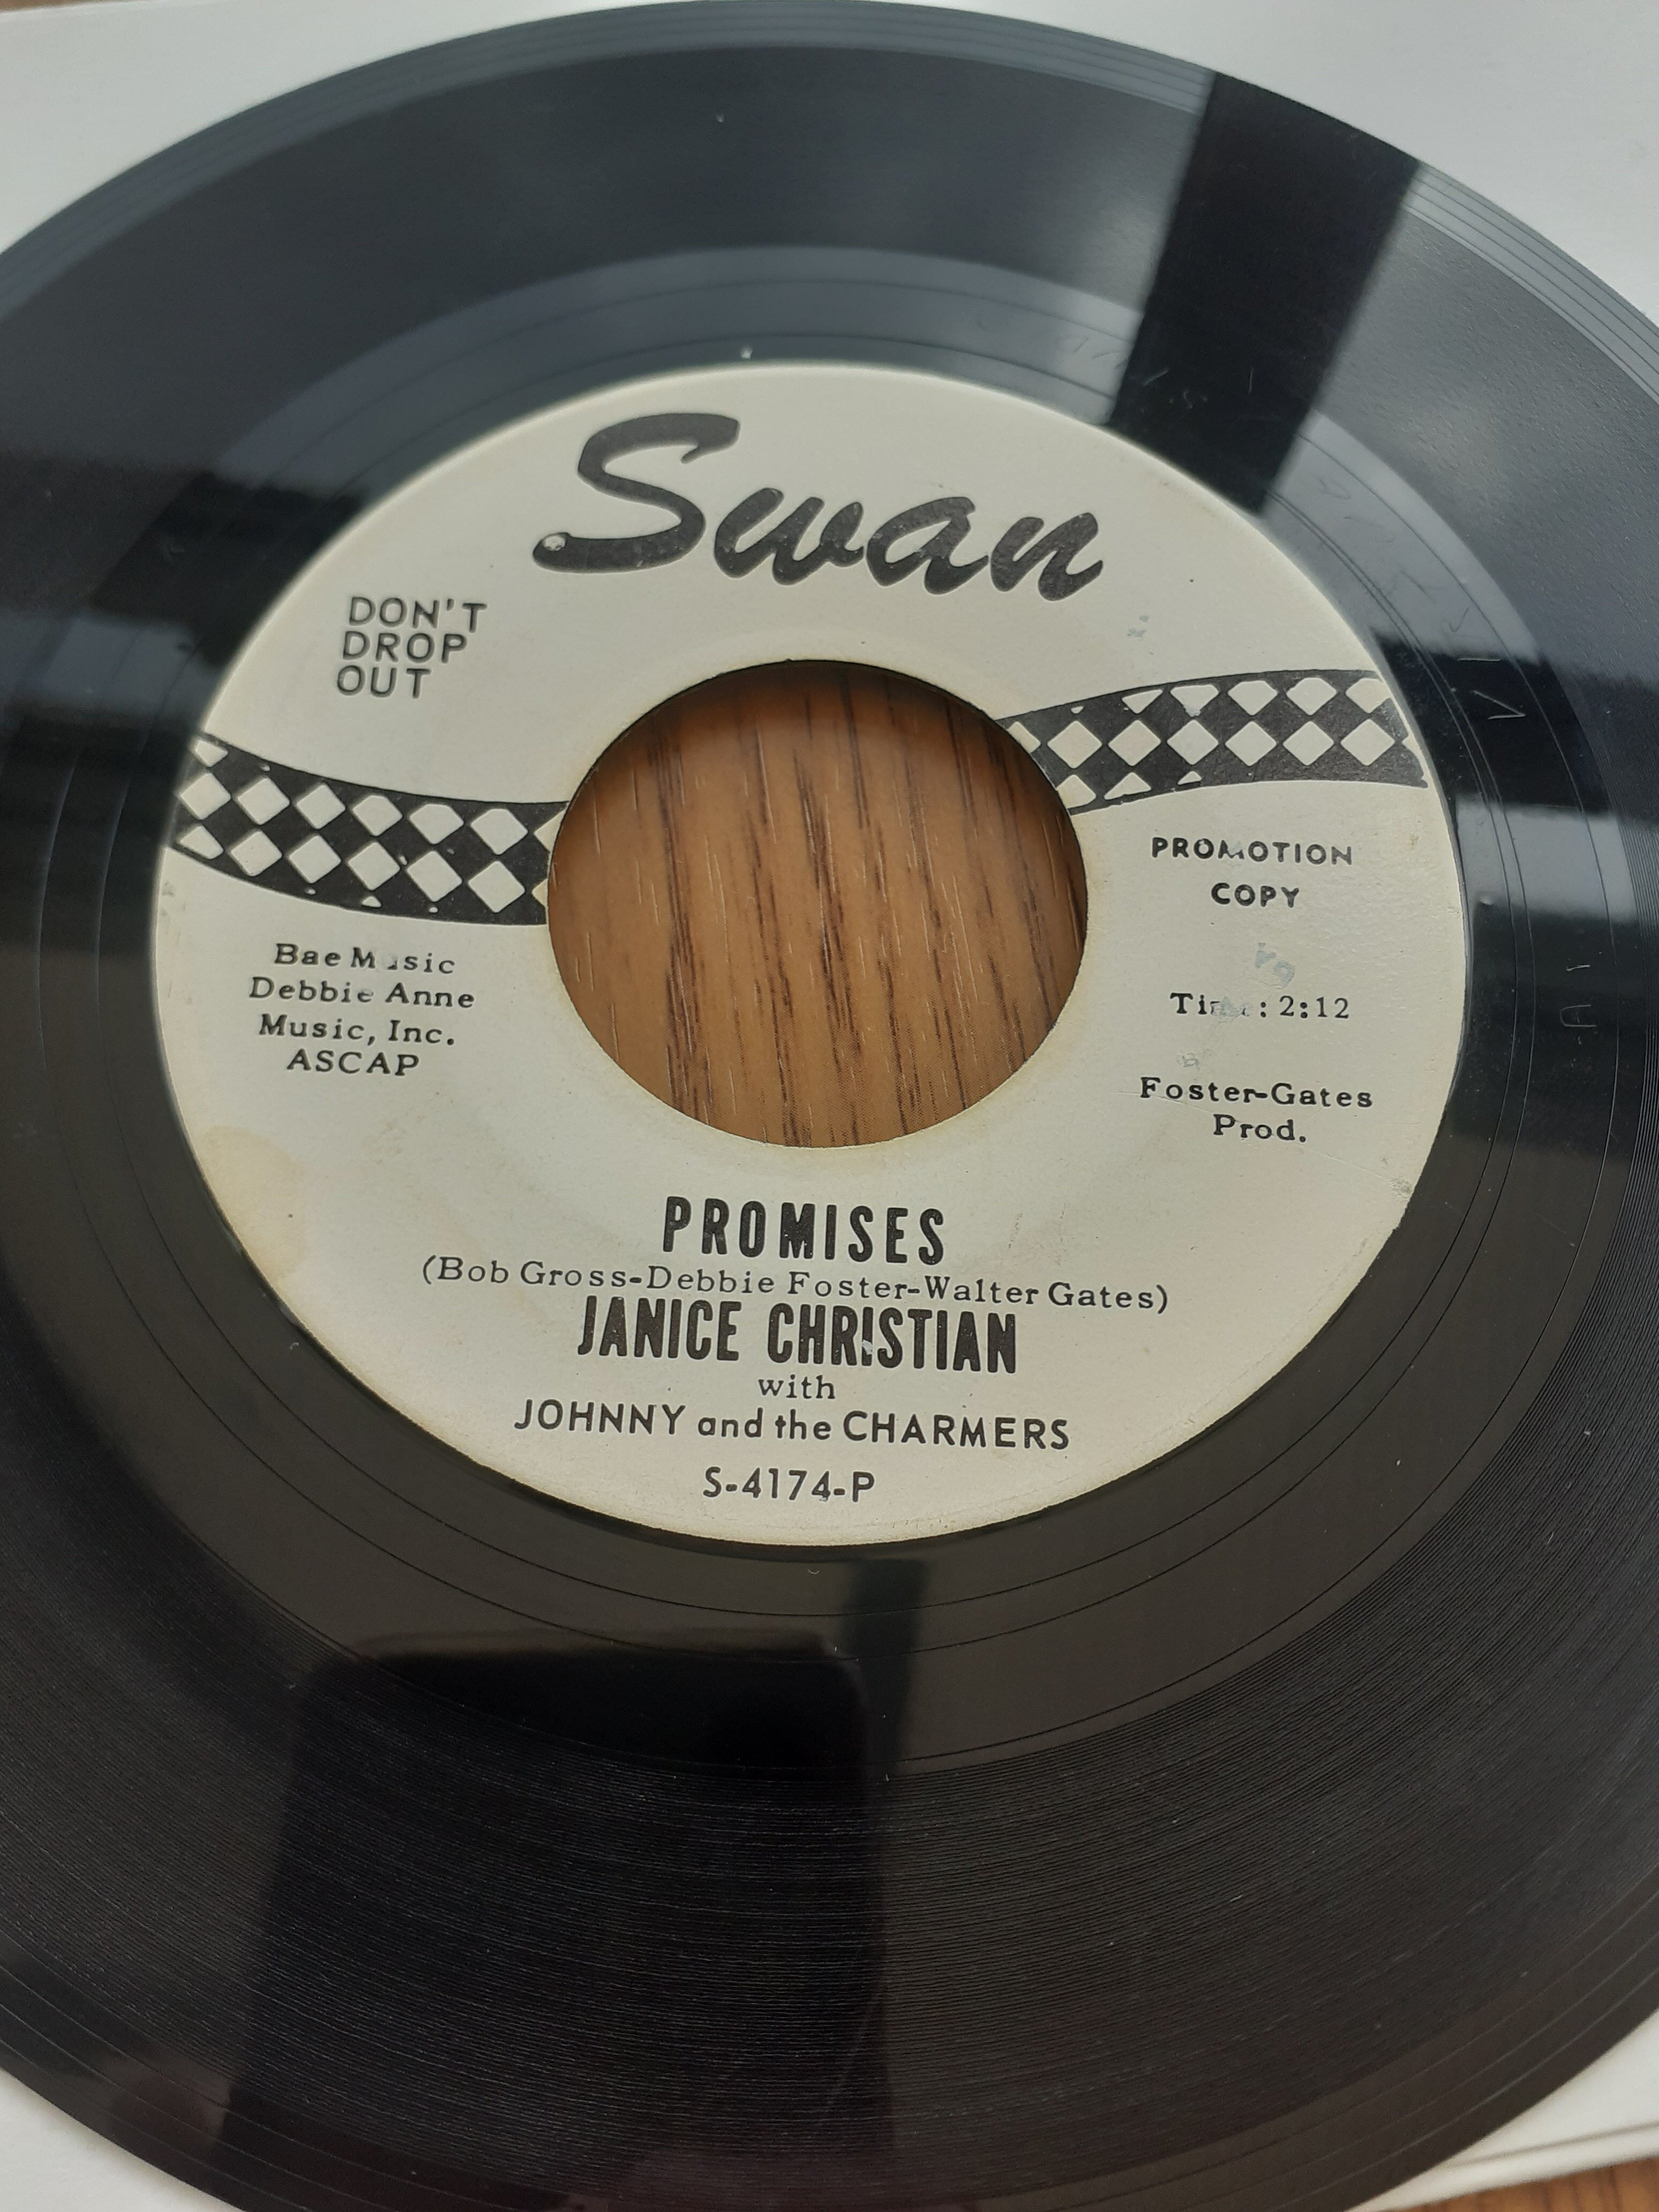 Swan
DON'T
DROP
OUT
PROMOTION
COPY
Bae Music
Debbie Anne
Music, Inc.
ASCAP
Time: 2:12
Foster-Gates
Prod.
PROMISES
(Bob Gross-Debbie Foster-Walter Gates)
JANICE CHRISTIAN
with
JOHNNY and the CHARMERS
S-4174-P